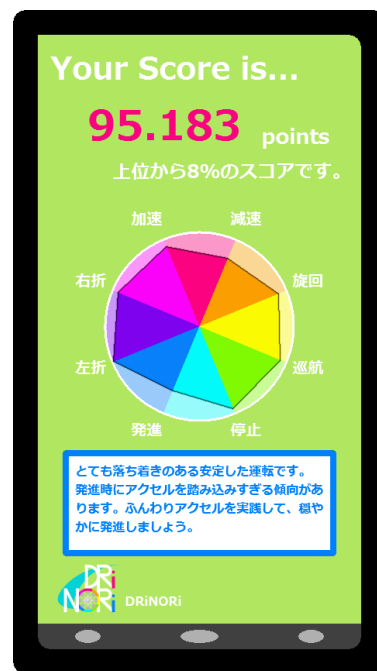 Your Score is...
95.183 points
上位から8%のスコアです。
加速 減速
右折 旋回
左折 巡航
発進 停止
とても落ち着きのある安定した運転です。
発進時にアクセルを踏み込みすぎる傾向があ
ります。ふんわりアクセルを実践して、穏や
かに発進しましょう。
DRi
NORi DRiNORi